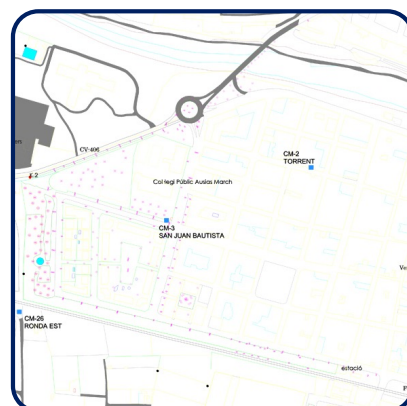 CV-406
CM-2
TORRENT
Col·legi Públic Ausias March
CM-3
SAN JUAN BAUTISTA
CM-26
RONDA EST
estació